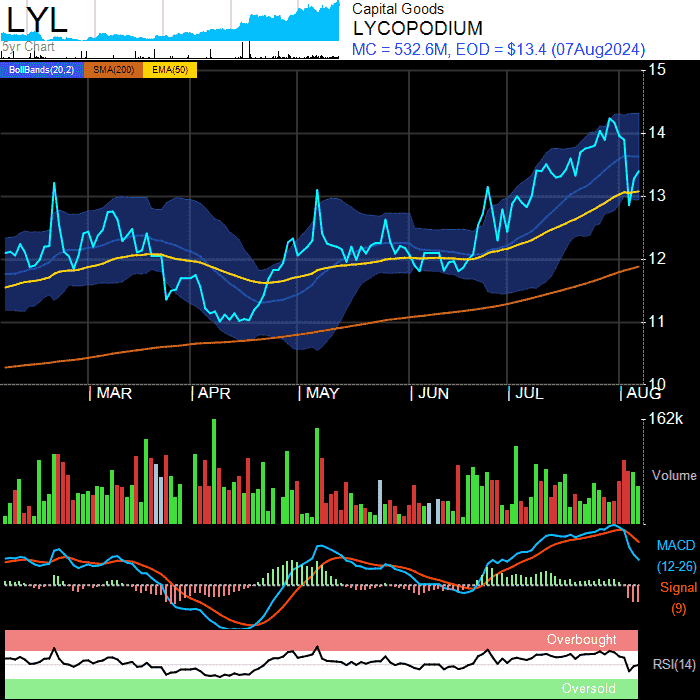 LYL
5yr Chart
Capital Goods
LYCOPODIUM
MC = 532.6M, EOD = $13.4 (07Aug2024)
BollBands(20,2) SMA(200) EMA(50)
15
14
13
12
11
10
MAR APR MAY JUN JUL AUG
162k
Volume
MACD
(12-26)
Signal
(9)
Overbought
RSI(14)
Oversold